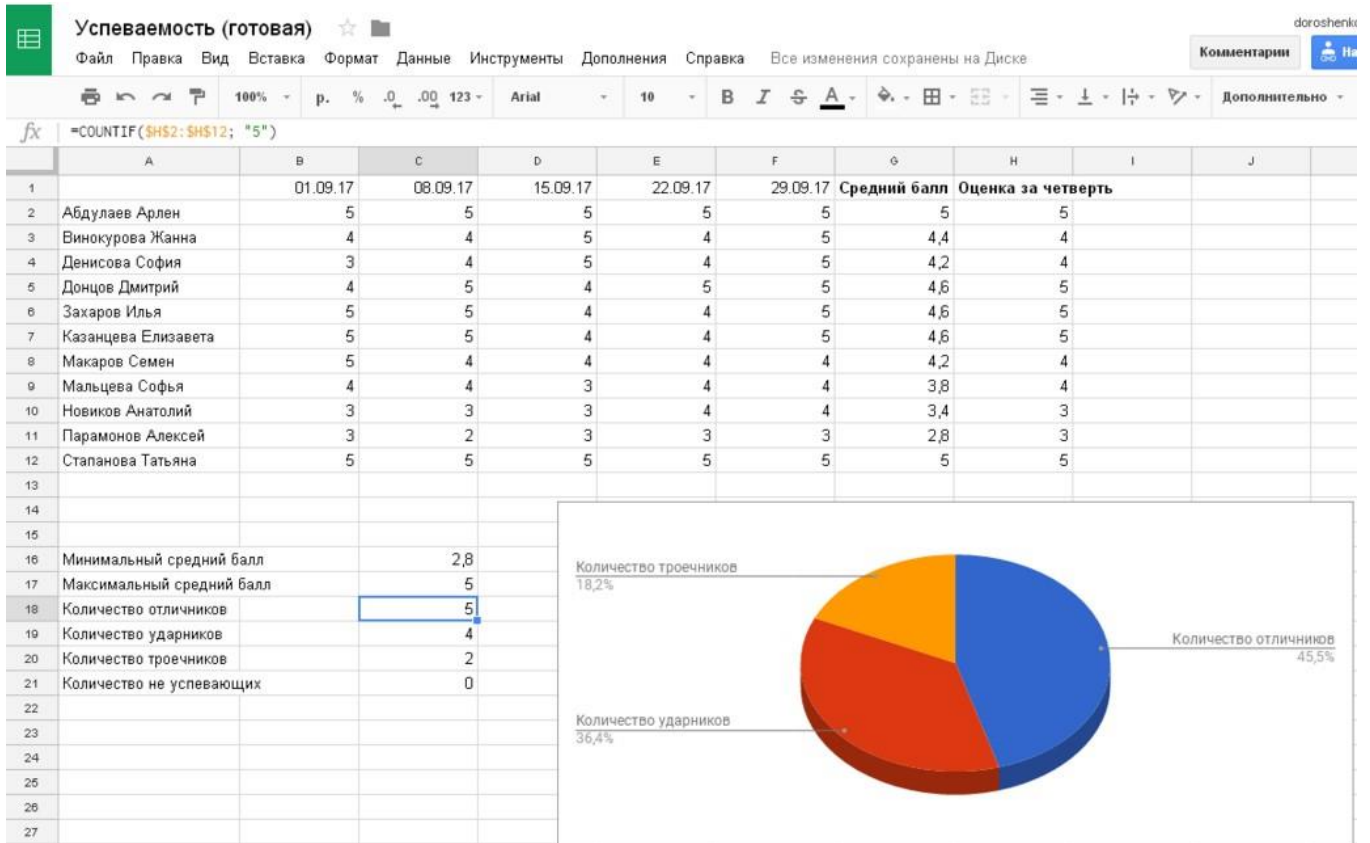 Успеваемость (готовая)
doroshenko
Файл Правка Вид Вставка Формат Данные Инструменты Дополнения Справка Все изменения сохранены на Диске
Комментарии На
100% р. % .0 .00 123 Arial 10 B I S A Дополнительно
fx =COUNTIF($H$2:$H$12; "5")
A B C D E F G H I J
1 01.09.17 08.09.17 15.09.17 22.09.17 29.09.17 Средний балл Оценка за четверть
2 Абдулаев Арлен 5 5 5 5 5 5 5
3 Винокурова Жанна 4 4 5 4 5 4,4 4
4 Денисова София 3 4 5 4 5 4,2 4
5 Донцов Дмитрий 4 5 4 5 5 4,6 5
6 Захаров Илья 5 5 4 4 5 4,6 5
7 Казанцева Елизавета 5 5 4 4 5 4,6 5
8 Макаров Семен 5 4 4 4 4 4,2 4
9 Мальцева Софья 4 4 3 4 4 3,8 4
10 Новиков Анатолий 3 3 3 4 4 3,4 3
11 Парамонов Алексей 3 2 3 3 3 2,8 3
12 Стапанова Татьяна 5 5 5 5 5 5 5
13
14
15
16 Минимальный средний балл 2,8
17 Максимальный средний балл 5
18 Количество отличников 5
19 Количество ударников 4
20 Количество троечников 2
21 Количество не успевающих 0
22
23
24
25
26
27
Количество троечников
18,2%
Количество отличников
45,5%
Количество ударников
36,4%